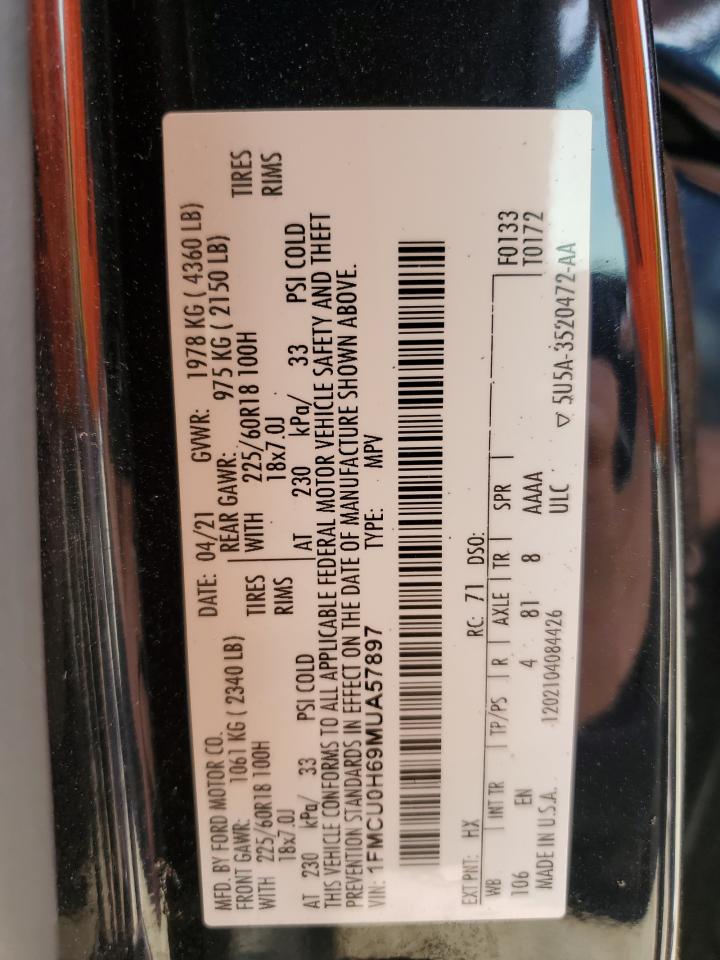 MFD. BY FORD MOTOR CO. DATE: 04/21 GVWR: 1978 KG ( 4360 LB)
FRONT GAWR: 1061 KG ( 2340 LB) REAR GAWR: 975 KG ( 2150 LB)
WITH 225/60R18 100H TIRES WITH 225/60R18 100H TIRES
18x7.0J RIMS 18x7.0J RIMS
AT 230 kPa/ 33 PSI COLD AT 230 kPa/ 33 PSI COLD
THIS VEHICLE CONFORMS TO ALL APPLICABLE FEDERAL MOTOR VEHICLE SAFETY AND THEFT
PREVENTION STANDARDS IN EFFECT ON THE DATE OF MANUFACTURE SHOWN ABOVE.
VIN: 1FMCU0H69MUA57897 TYPE: MPV
EXT PNT: HX RC: 71 DSO: F0133
WB INT TR TP/PS R AXLE TR SPR T0172
106 EN 4 81 8 AAAA
MADE IN U.S.A. 1202104084426 ULC ▽ 5U5A-3520472-AA